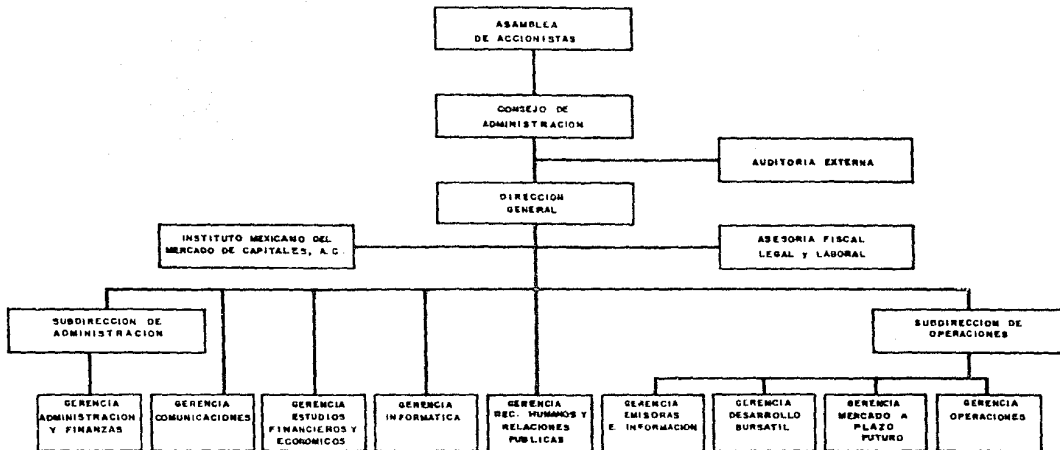 ASAMBLEA
DE ACCIONISTAS
CONSEJO DE
ADMINISTRACION
AUDITORIA EXTERNA
DIRECCION
GENERAL
INSTITUTO MEXICANO DEL
MERCADO DE CAPITALES, A.C.
ASESORIA FISCAL
LEGAL y LABORAL
SUBDIRECCION DE
ADMINISTRACION
SUBDIRECCION DE
OPERACIONES
GERENCIA
ADMINISTRACION
Y FINANZAS
GERENCIA
COMUNICACIONES
GERENCIA
ESTUDIOS
FINANCIEROS Y
ECONOMICOS
GERENCIA
INFORMATICA
GERENCIA
REC. HUMANOS Y
RELACIONES
PUBLICAS
GERENCIA
EMISORAS
E INFORMACION
GERENCIA
DESARROLLO
BURSATIL
GERENCIA
MERCADO A
PLAZO
FUTURO
GERENCIA
OPERACIONES